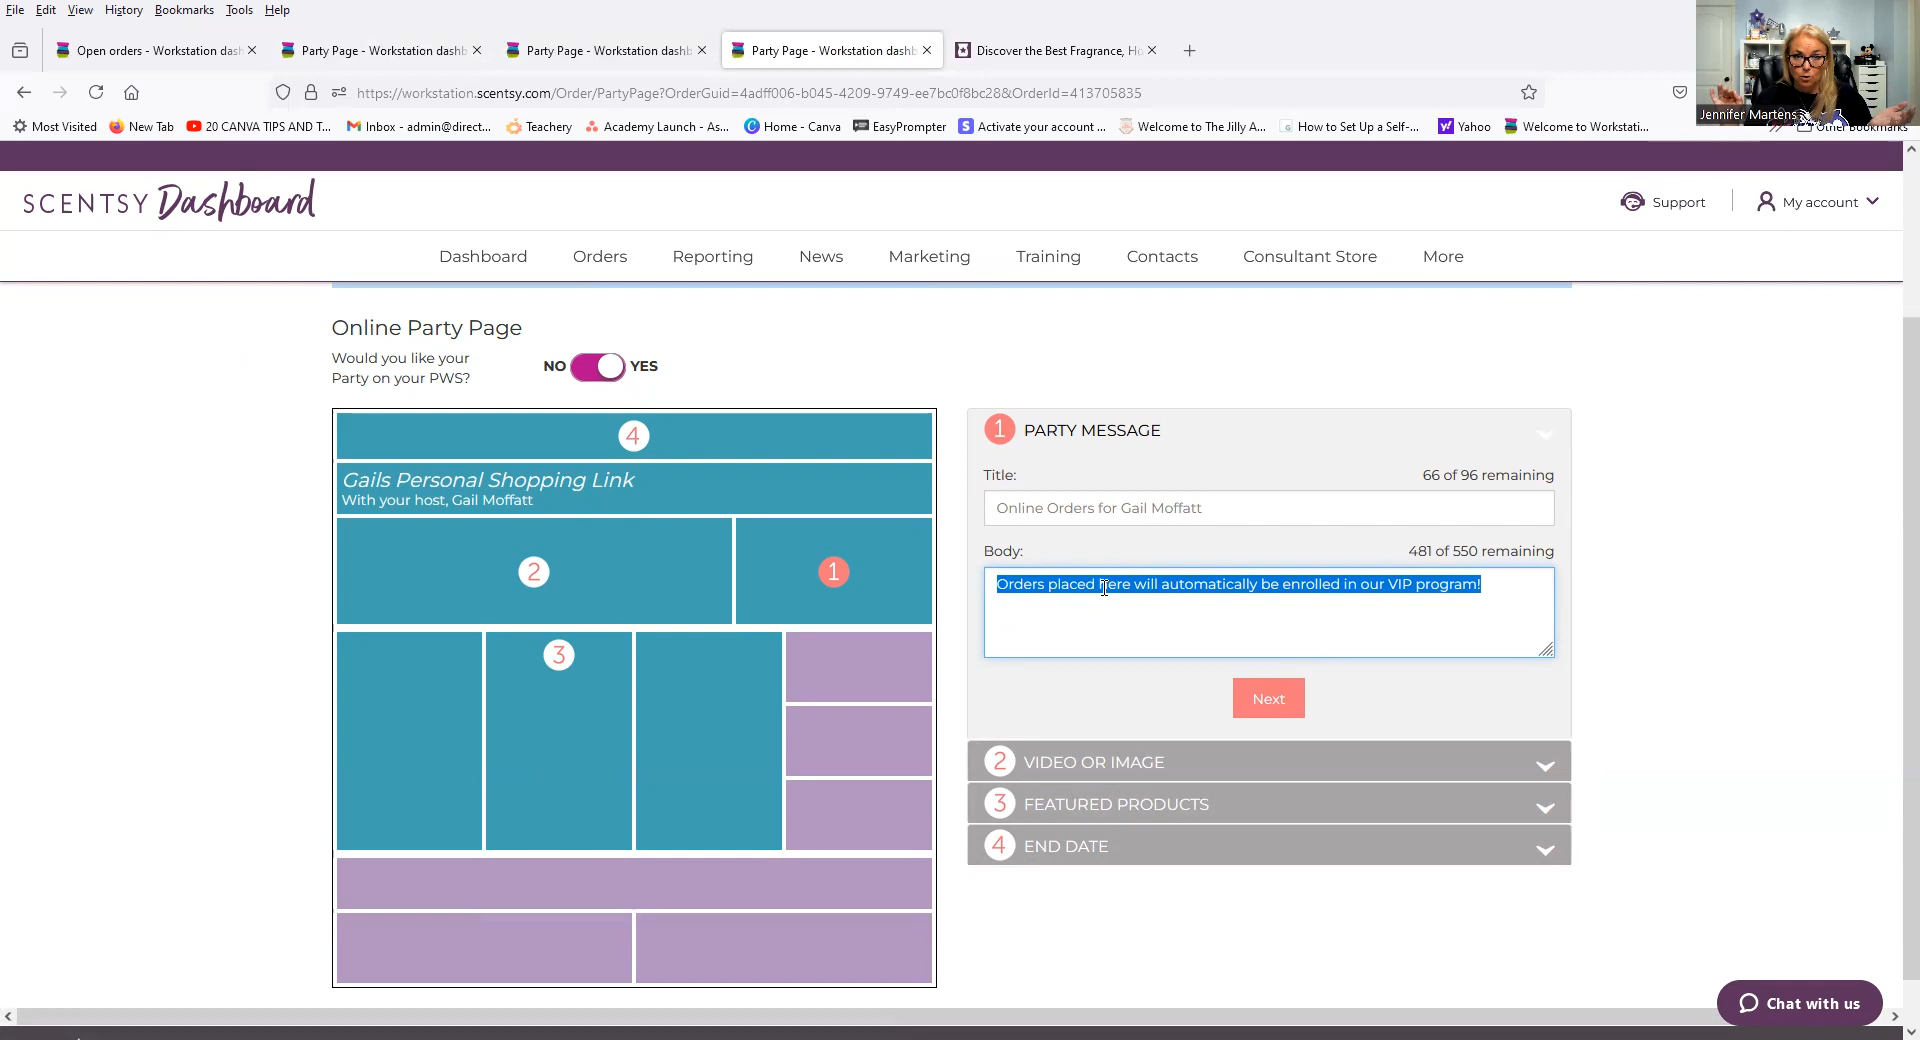 File Edit View History Bookmarks Tools Help
Open orders - Workstation dash
Party Page - Workstation dashb
Party Page - Workstation dashb
Party Page - Workstation dashb
Discover the Best Fragrance, Ho
https://workstation.scentsy.com/Order/PartyPage?OrderGuid=4adff006-b045-4209-9749-ee7bc0f8bc28&OrderId=413705835
Jennifer Martens
Most Visited New Tab 20 CANVA TIPS AND T... Inbox - admin@direct... Teachery Academy Launch - As... Home - Canva EasyPrompter Activate your account ... Welcome to The Jilly A... How to Set Up a Self-... Yahoo Welcome to Workstati... Other Bookmarks
SCENTSY Dashboard
Support
My account
Dashboard Orders Reporting News Marketing Training Contacts Consultant Store More
Online Party Page
Would you like your
Party on your PWS?
NO YES
4
Gails Personal Shopping Link
With your host, Gail Moffatt
2
1
3
1 PARTY MESSAGE
Title: 66 of 96 remaining
Online Orders for Gail Moffatt
Body: 481 of 550 remaining
Orders placed here will automatically be enrolled in our VIP program!
Next
2 VIDEO OR IMAGE
3 FEATURED PRODUCTS
4 END DATE
Chat with us